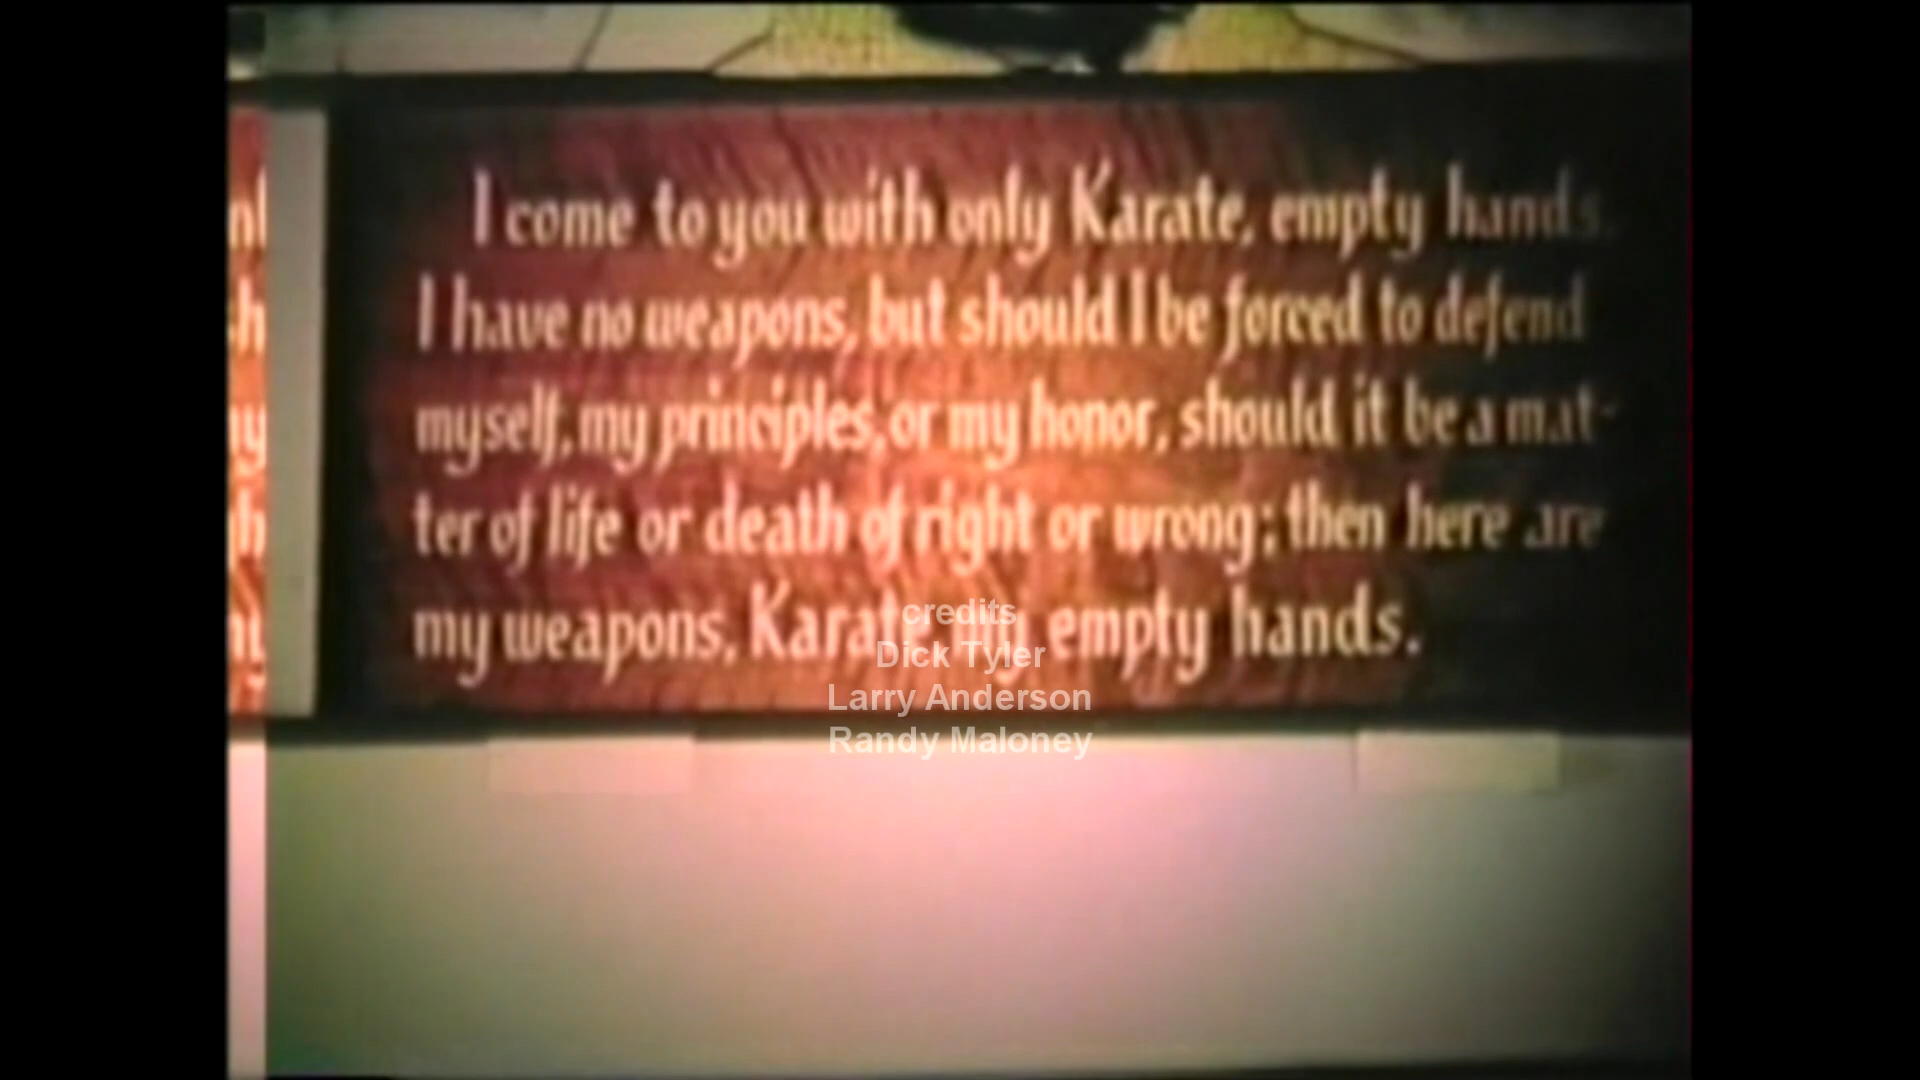 I come to you with only Karate, empty hands.
I have no weapons, but should I be forced to defend
myself, my principles, or my honor, should it be a mat-
ter of life or death of right or wrong; then here are
my weapons, Karate, my empty hands.
credits
Dick Tyler
Larry Anderson
Randy Maloney